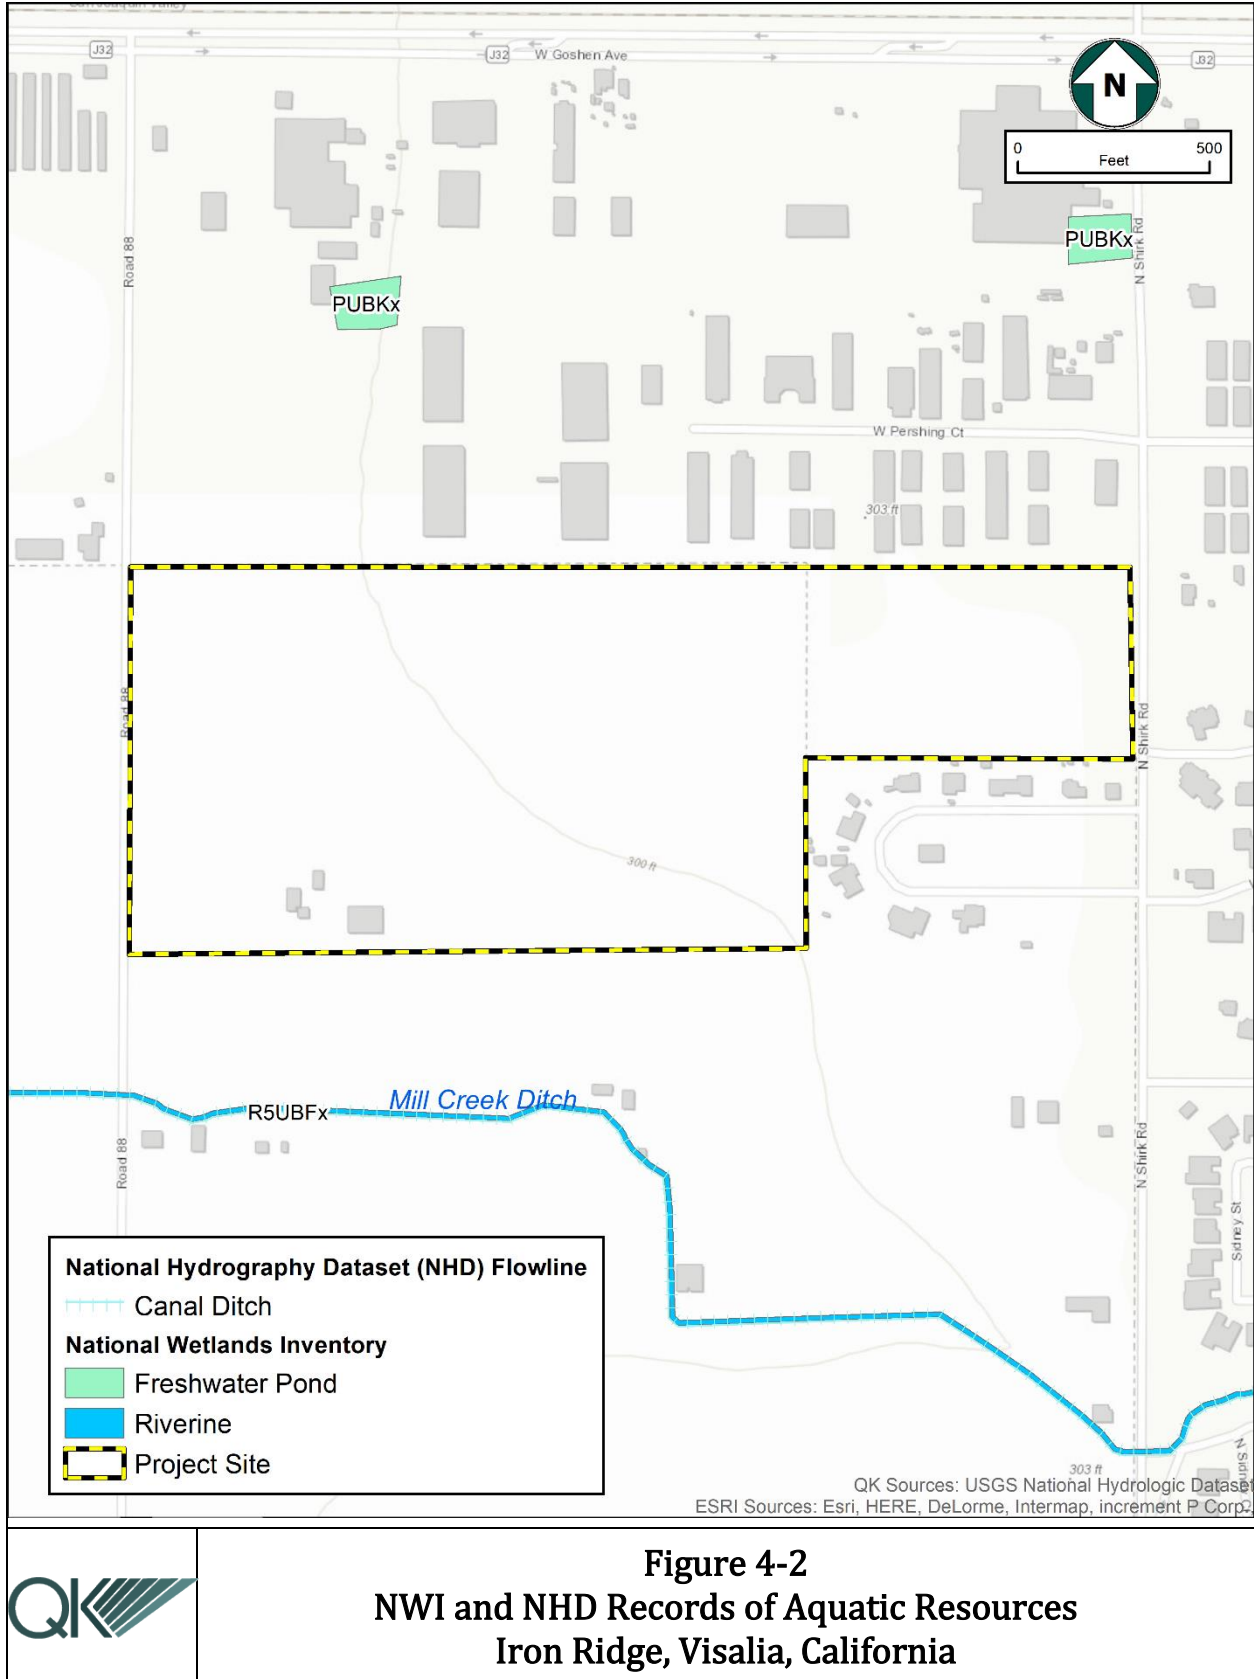 San Joaquin Valley
J32
J32
W Goshen Ave
J32
N
0 500
Feet
Road 88
N Shirk Rd
PUBKx
PUBKx
W Pershing Ct
303 ft
Road 88
N Shirk Rd
300 ft
Mill Creek Ditch
R5UBFx
Road 88
N Shirk Rd
Sidney St
National Hydrography Dataset (NHD) Flowline
Canal Ditch
National Wetlands Inventory
Freshwater Pond
Riverine
Project Site
303 ft
QK Sources: USGS National Hydrologic Dataset
ESRI Sources: Esri, HERE, DeLorme, Intermap, increment P Corp.,
QK
Figure 4-2
NWI and NHD Records of Aquatic Resources
Iron Ridge, Visalia, California